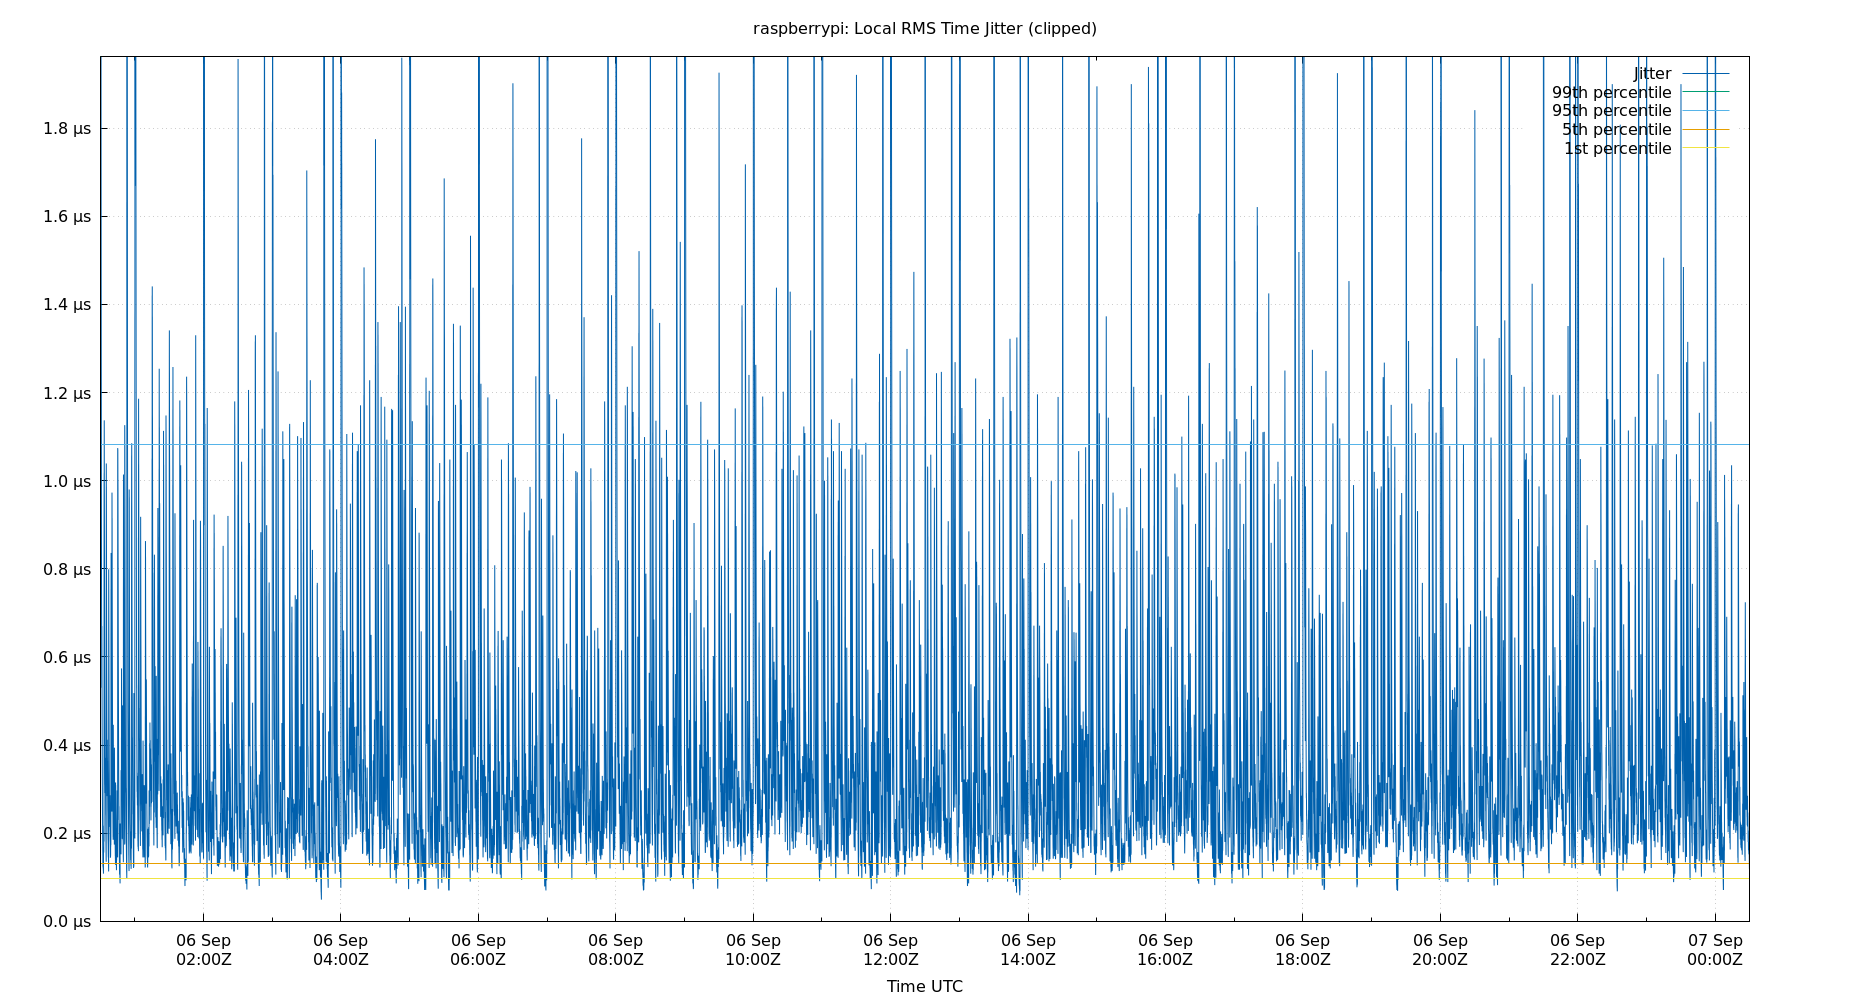 raspberrypi: Local RMS Time Jitter (clipped)
Jitter
99th percentile
95th percentile
5th percentile
1st percentile
1.8 μs
1.6 μs
1.4 μs
1.2 μs
1.0 μs
0.8 μs
0.6 μs
0.4 μs
0.2 μs
0.0 μs
06 Sep 06 Sep 06 Sep 06 Sep 06 Sep 06 Sep 06 Sep 06 Sep 06 Sep 06 Sep 06 Sep 07 Sep
02:00Z 04:00Z 06:00Z 08:00Z 10:00Z 12:00Z 14:00Z 16:00Z 18:00Z 20:00Z 22:00Z 00:00Z
Time UTC